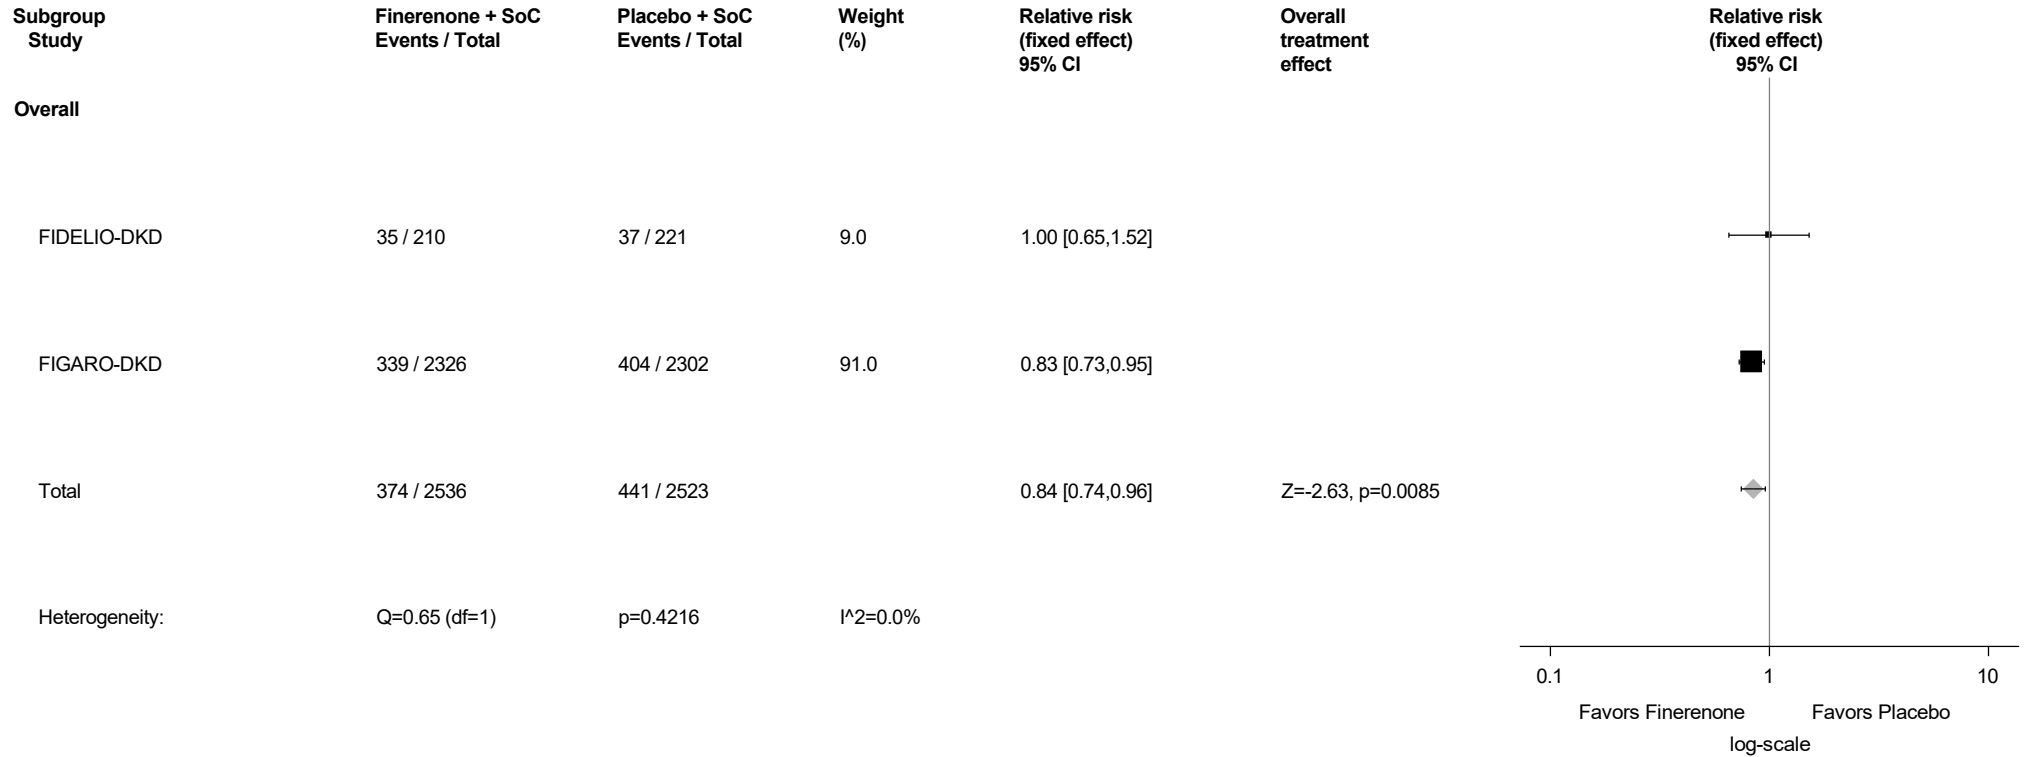 Subgroup Finerenone + SoC Placebo + SoC Weight Relative risk Overall Relative risk
Study Events / Total Events / Total (%) (fixed effect) treatment (fixed effect)
95% CI effect 95% CI
Overall
FIDELIO-DKD 35 / 210 37 / 221 9.0 1.00 [0.65,1.52]
FIGARO-DKD 339 / 2326 404 / 2302 91.0 0.83 [0.73,0.95]
Total 374 / 2536 441 / 2523 0.84 [0.74,0.96] Z=-2.63, p=0.0085
Heterogeneity: Q=0.65 (df=1) p=0.4216 I^2=0.0%
0.1 1 10
Favors Finerenone Favors Placebo
log-scale